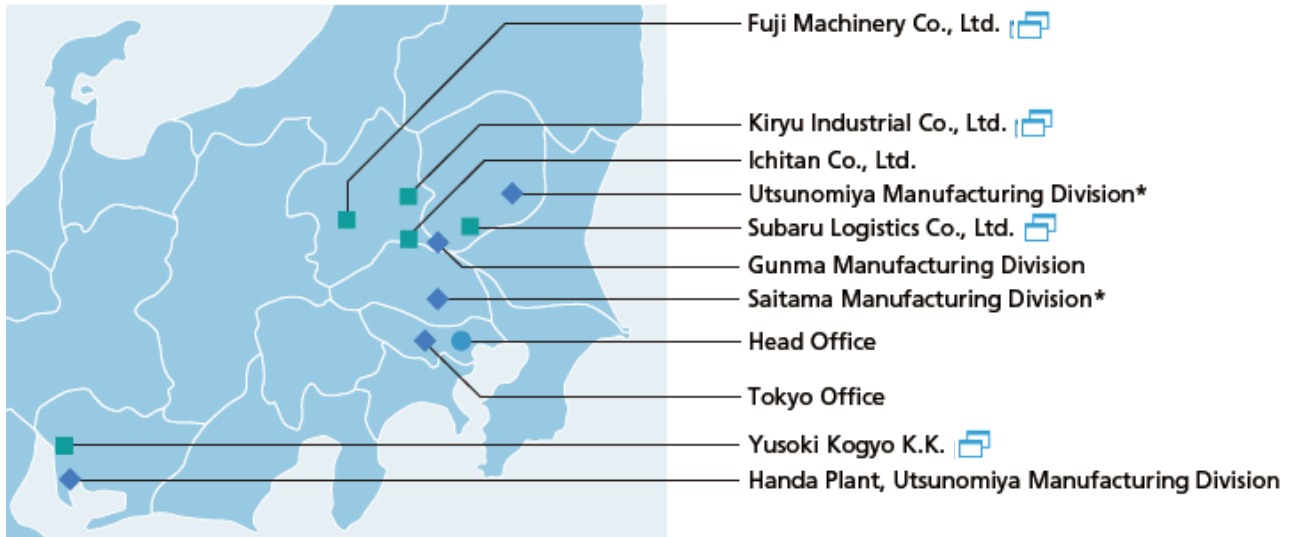 Fuji Machinery Co., Ltd.
Kiryu Industrial Co., Ltd.
Ichitan Co., Ltd.
Utsunomiya Manufacturing Division*
Subaru Logistics Co., Ltd.
Gunma Manufacturing Division
Saitama Manufacturing Division*
Head Office
Tokyo Office
Yusoki Kogyo K.K.
Handa Plant, Utsunomiya Manufacturing Division